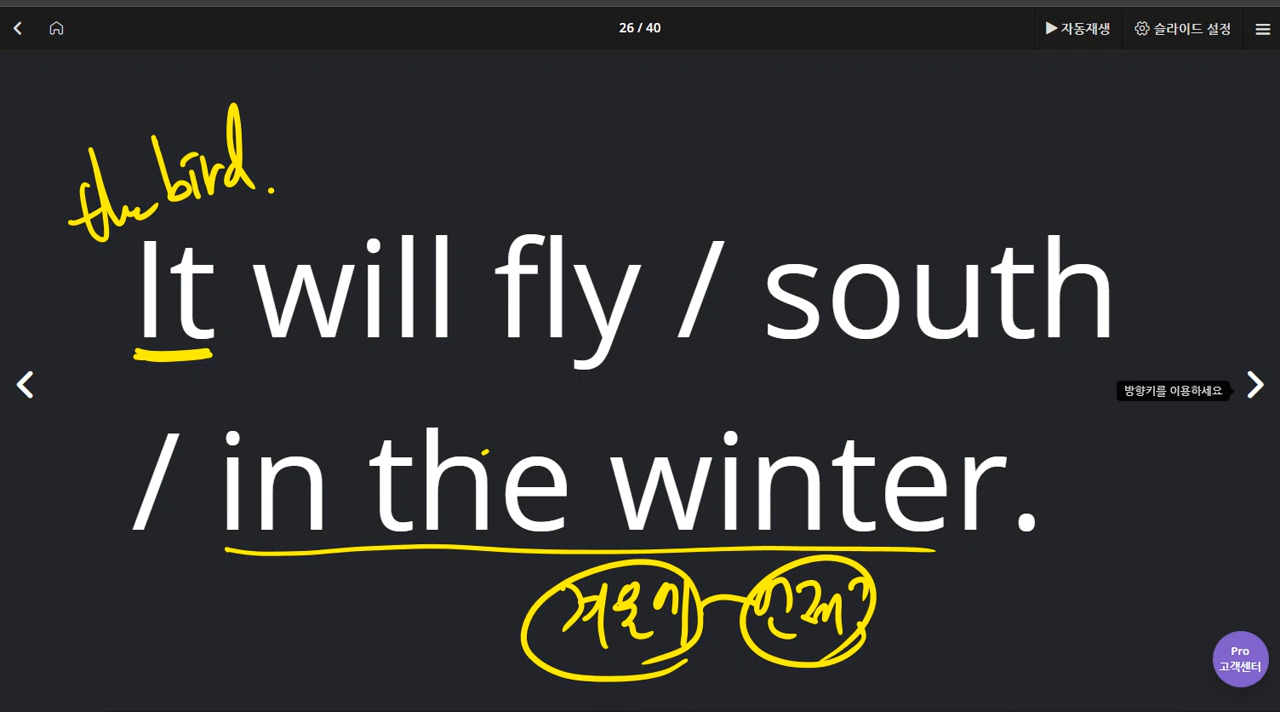 26 / 40
▶ 자동재생
슬라이드 설정
the bird.
It will fly / south
방향키를 이용하세요
/ in the winter.
겨울에
언제?
Pro
고객센터